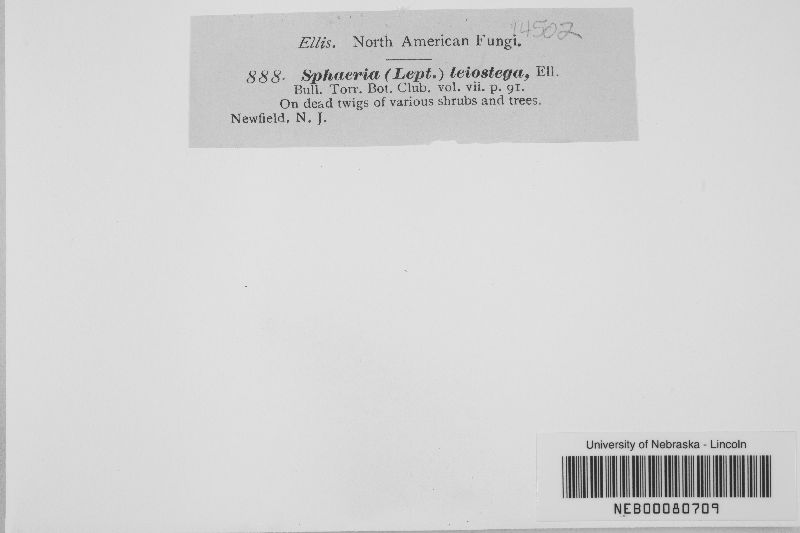 14502
Ellis. North American Fungi.
888. Sphaeria (Lept.) leiostega, Ell.
Bull. Torr. Bot. Club. vol. vii. p. 91.
On dead twigs of various shrubs and trees.
Newfield, N. J.
University of Nebraska - Lincoln
NEB00080709